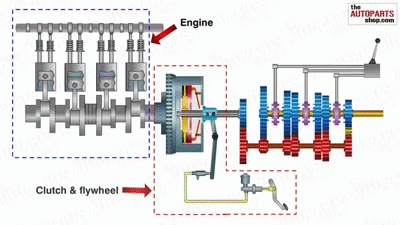 the
AUTOPARTS
shop.com
Engine
Clutch & flywheel